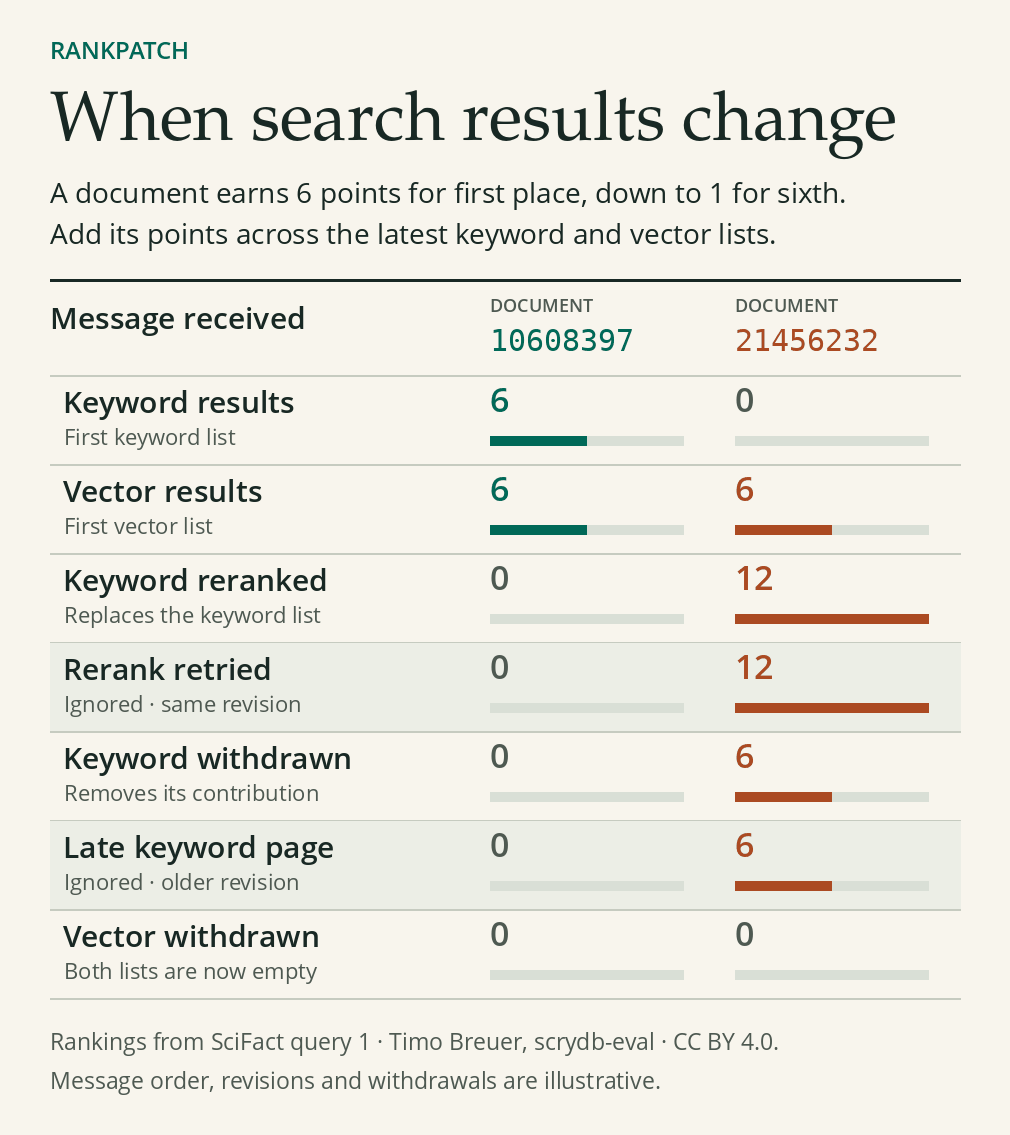 RANKPATCH
When search results change
A document earns 6 points for first place, down to 1 for sixth.
Add its points across the latest keyword and vector lists.
Message received
DOCUMENT
10608397
DOCUMENT
21456232
Keyword results
First keyword list
6
0
Vector results
First vector list
6
6
Keyword reranked
Replaces the keyword list
0
12
Rerank retried
Ignored · same revision
0
12
Keyword withdrawn
Removes its contribution
0
6
Late keyword page
Ignored · older revision
0
6
Vector withdrawn
Both lists are now empty
0
0
Rankings from SciFact query 1 · Timo Breuer, scrydb-eval · CC BY 4.0.
Message order, revisions and withdrawals are illustrative.